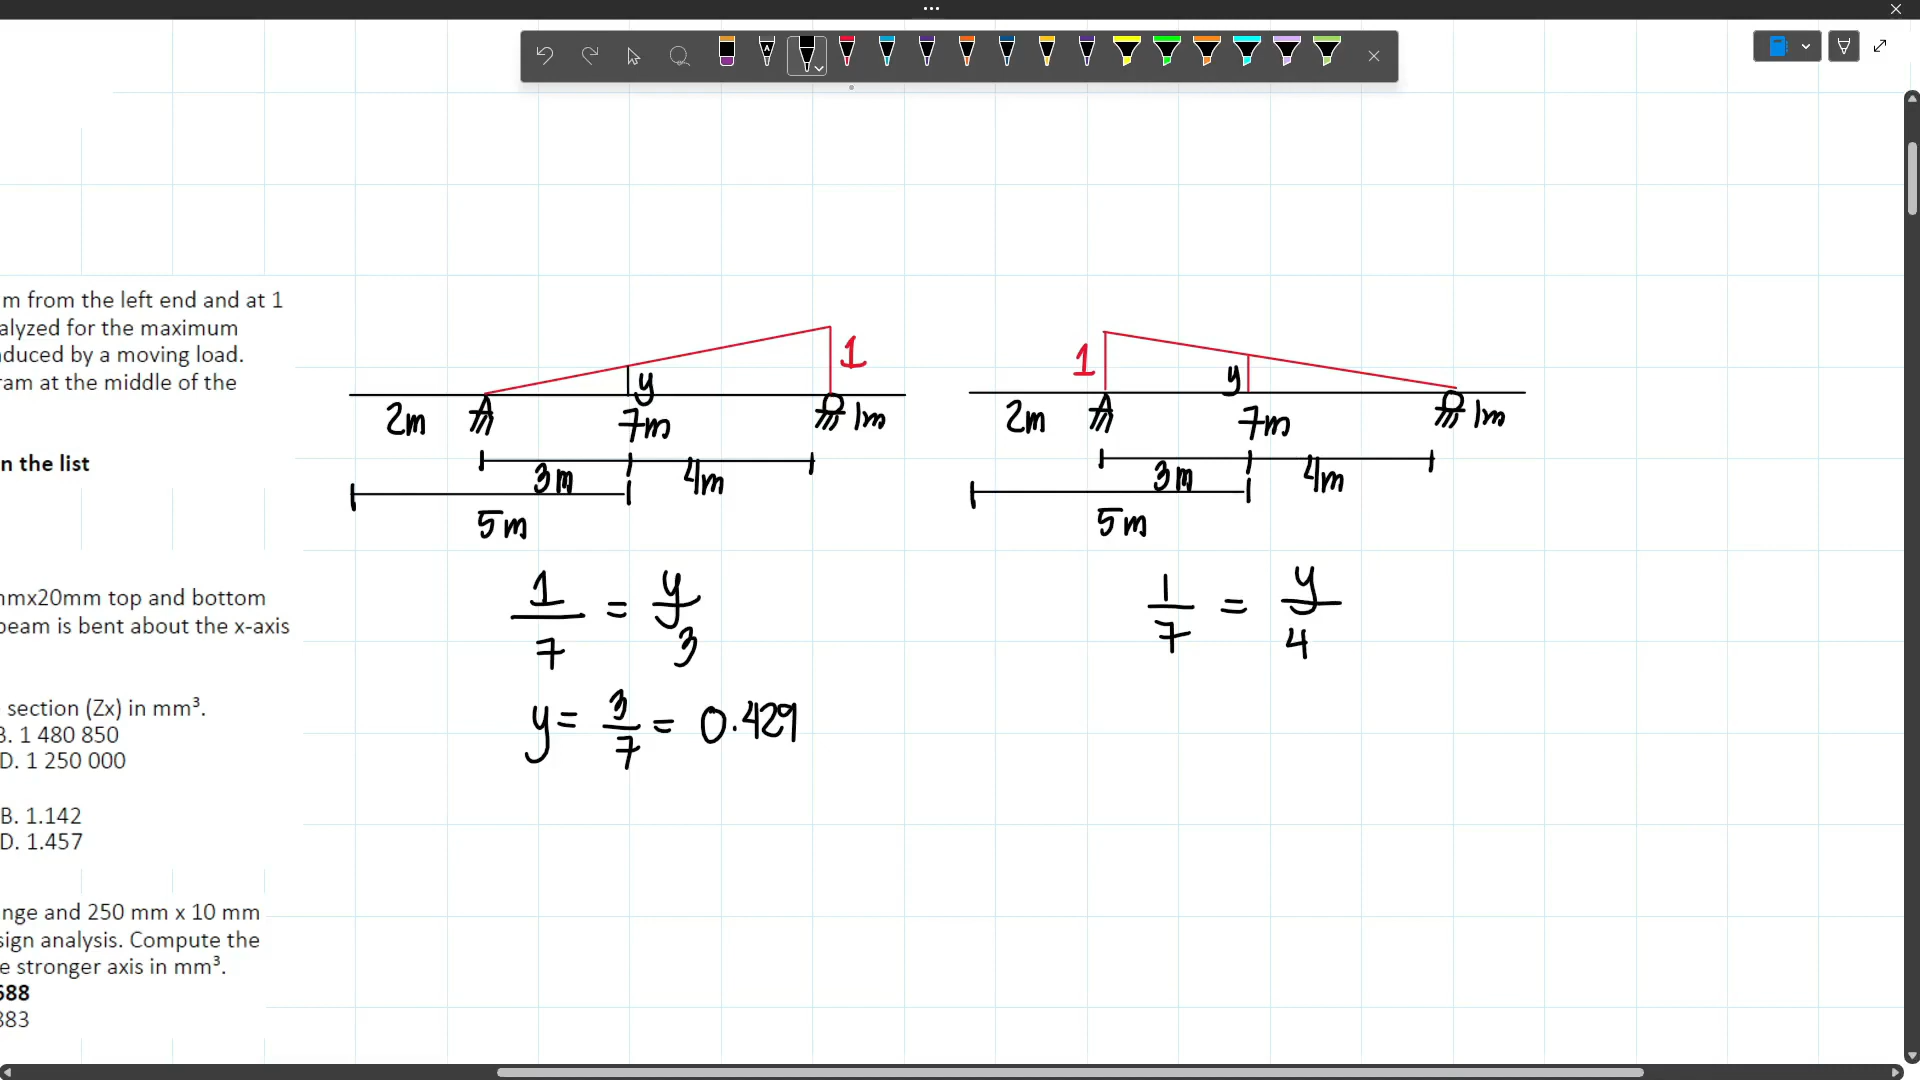 m from the left end and at 1
alyzed for the maximum
nduced by a moving load.
ram at the middle of the
n the list
mmx20mm top and bottom
beam is bent about the x-axis
section (Zx) in mm³.
B. 1 480 850
D. 1 250 000
B. 1.142
D. 1.457
nge and 250 mm x 10 mm
sign analysis. Compute the
e stronger axis in mm³.
688
883
1
y
2m 7m 1m
3m 4m
5m
1/7 = y/3
y = 3/7 = 0.429
1
y
2m 7m 1m
3m 4m
5m
1/7 = y/4